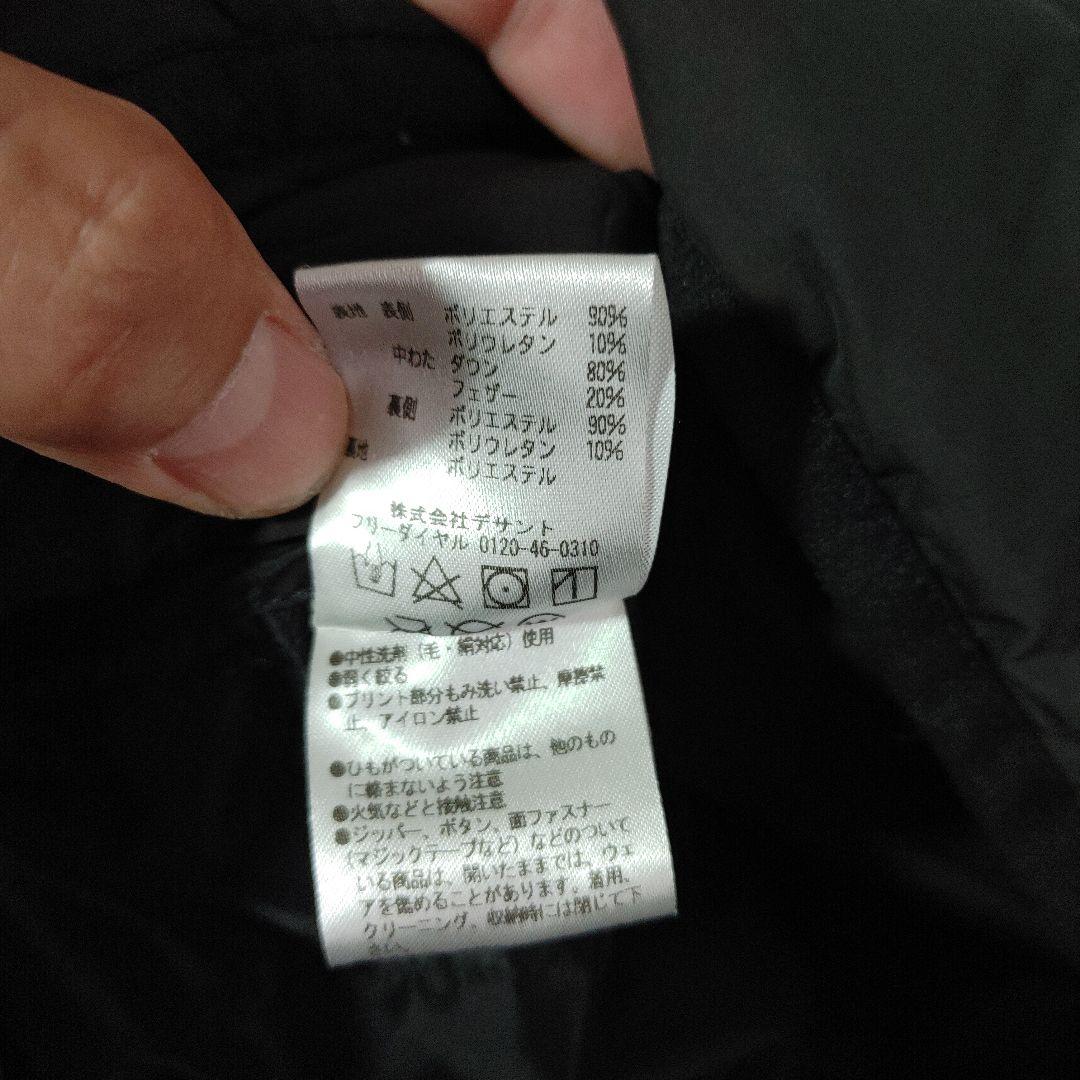 表側 ポリエステル 90%
ポリウレタン 10%
中わた ダウン 80%
フェザー 20%
裏側 ポリエステル 90%
ポリウレタン 10%
ポリエステル
株式会社デサント
フリーダイヤル 0120-46-0310
●中性洗剤(毛・絹対応)使用
●弱く絞る
●プリント部分もみ洗い禁止、摩擦禁
止、アイロン禁止
●ひもがついている商品は、他のもの
に絡まないよう注意
●火気などと接触注意
●ジッパー、ボタン、面ファスナー
(マジックテープなど)などのついて
いる商品は、開いたままでは、ウェ
アを傷めることがあります。着用、
クリーニング、収納時には閉じて下
さい。